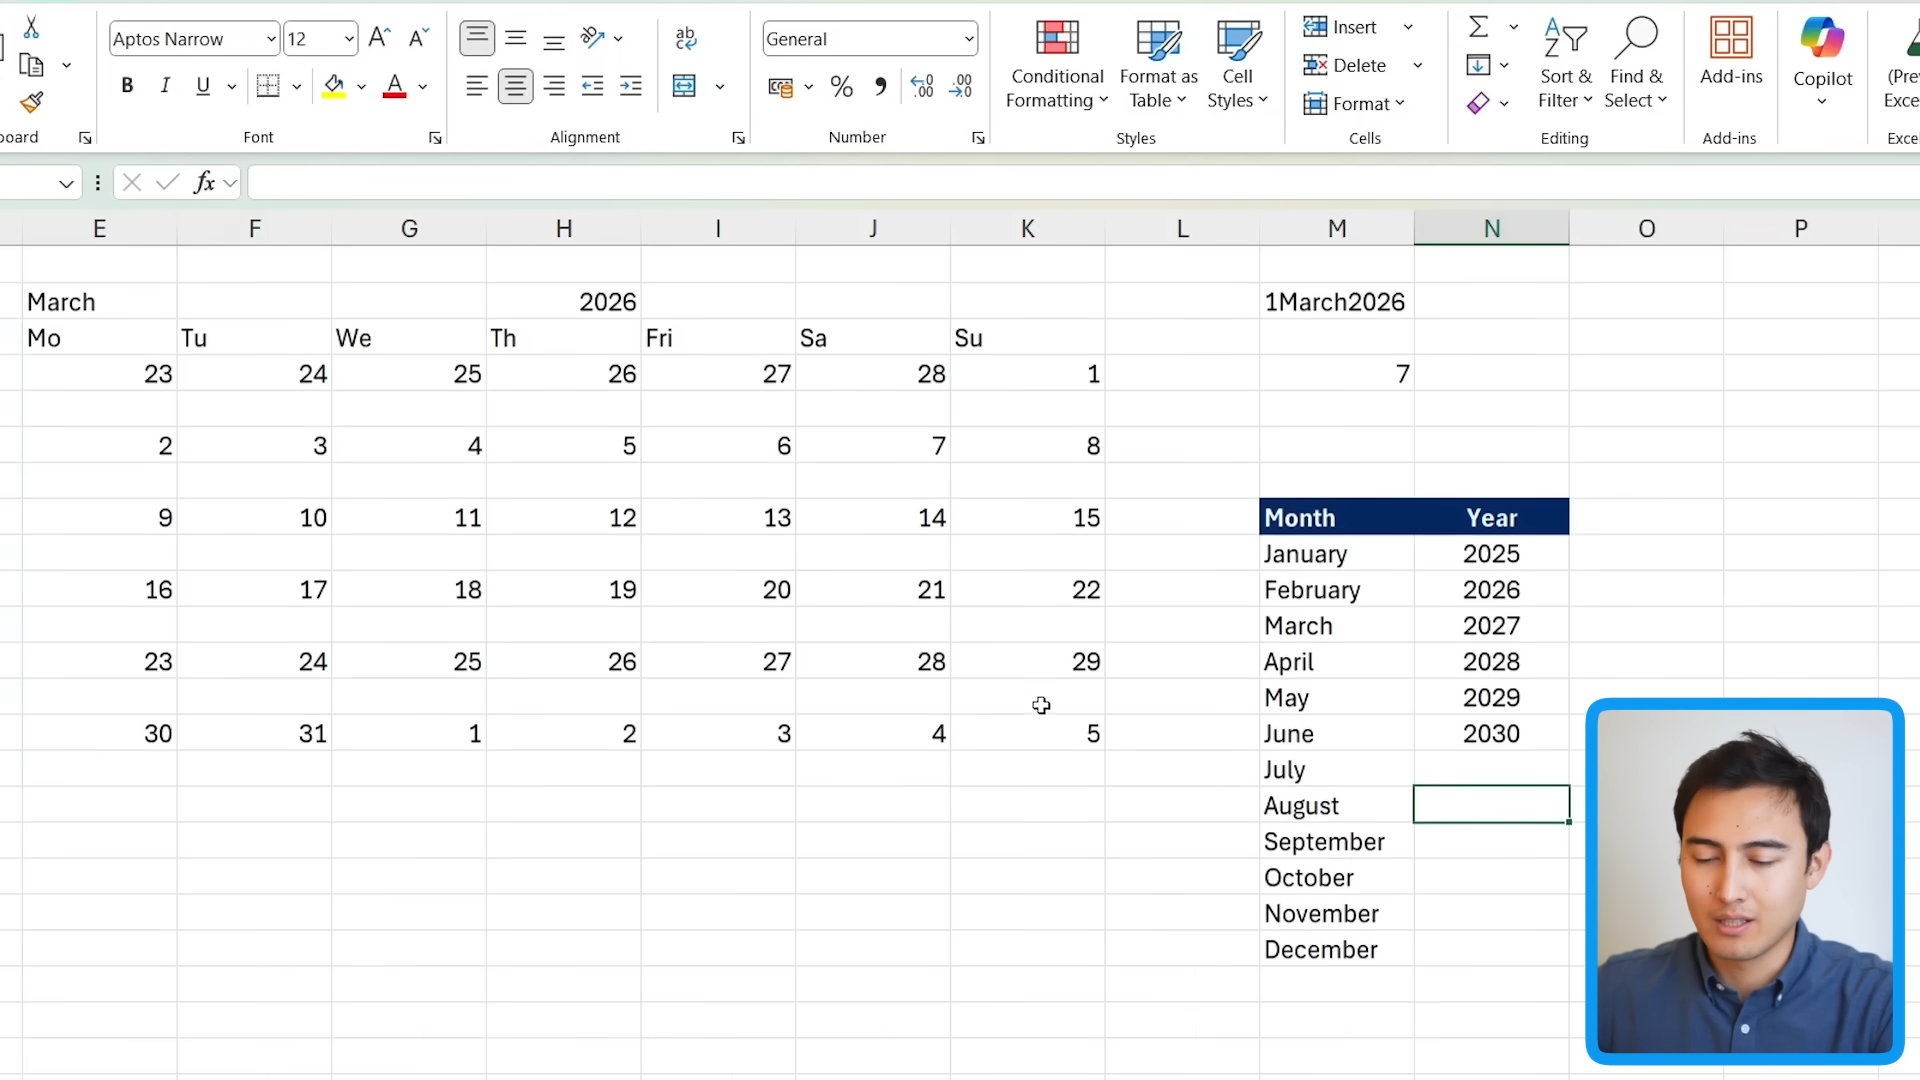 Aptos Narrow 12 General Insert
Delete
Format
Conditional Formatting Format as Table Cell Styles Sort & Filter Find & Select Add-ins Copilot
B I U A %
Font Alignment Number Styles Cells Editing Add-ins
fx
E F G H I J K L M N O P
March 2026 1March2026
Mo Tu We Th Fri Sa Su
23 24 25 26 27 28 1 7
2 3 4 5 6 7 8
9 10 11 12 13 14 15 Month Year
January 2025
16 17 18 19 20 21 22 February 2026
March 2027
23 24 25 26 27 28 29 April 2028
May 2029
30 31 1 2 3 4 5 June 2030
July
August
September
October
November
December